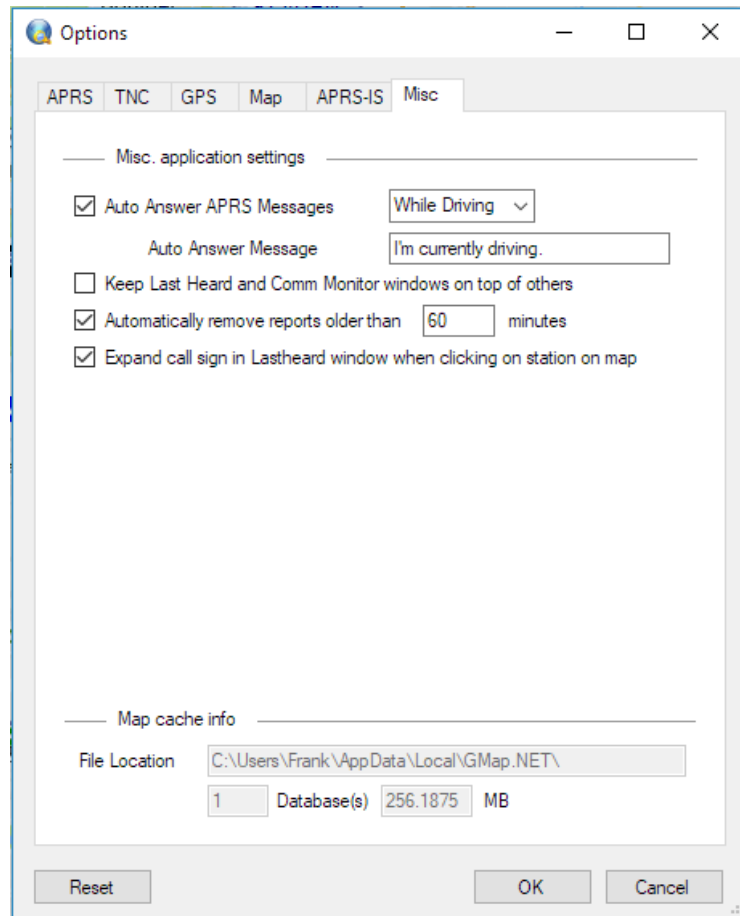 Options
APRS TNC GPS Map APRS-IS Misc
Misc. application settings
Auto Answer APRS Messages While Driving
Auto Answer Message I'm currently driving.
Keep Last Heard and Comm Monitor windows on top of others
Automatically remove reports older than 60 minutes
Expand call sign in Lastheard window when clicking on station on map
Map cache info
File Location C:\Users\Frank\AppData\Local\GMap.NET\
1 Database(s) 256.1875 MB
Reset OK Cancel